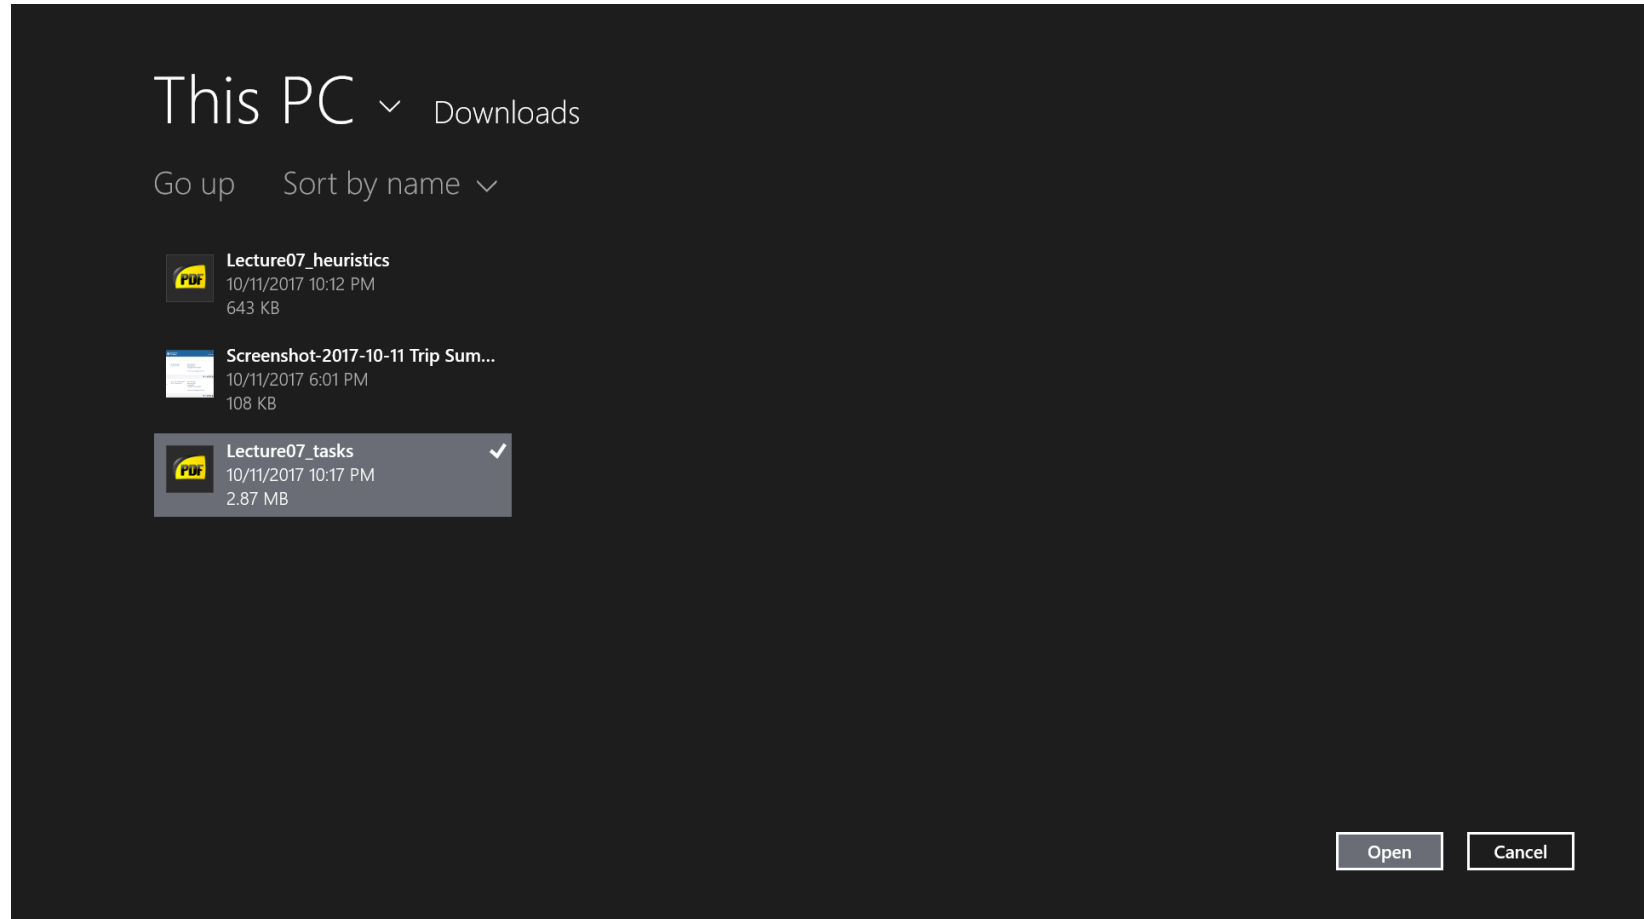 This PC Downloads
Go up Sort by name
Lecture07_heuristics
10/11/2017 10:12 PM
643 KB
Screenshot-2017-10-11 Trip Sum...
10/11/2017 6:01 PM
108 KB
Lecture07_tasks
10/11/2017 10:17 PM
2.87 MB
PDF
PDF
Open Cancel